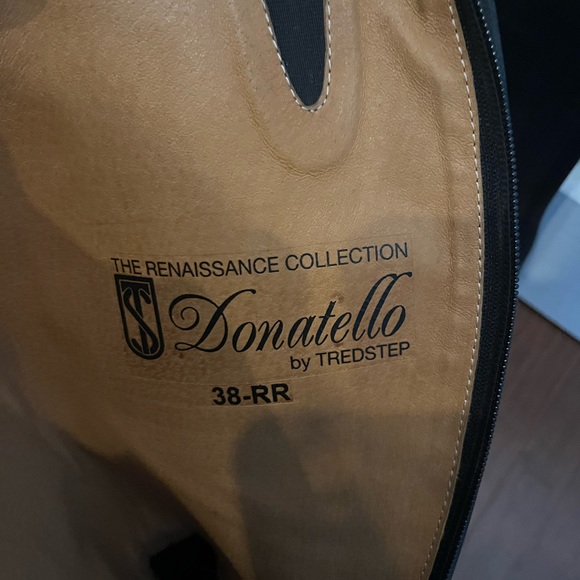 THE RENAISSANCE COLLECTION
TS Donatello
by TREDSTEP
38-RR